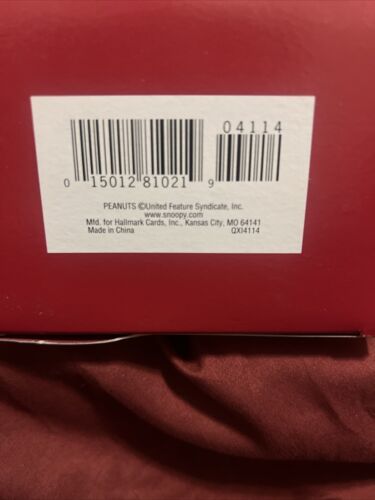 04114
0 15012 81021 9
PEANUTS ©United Feature Syndicate, Inc.
www.snoopy.com
Mfd. for Hallmark Cards, Inc., Kansas City, MO 64141
Made in China QXI4114